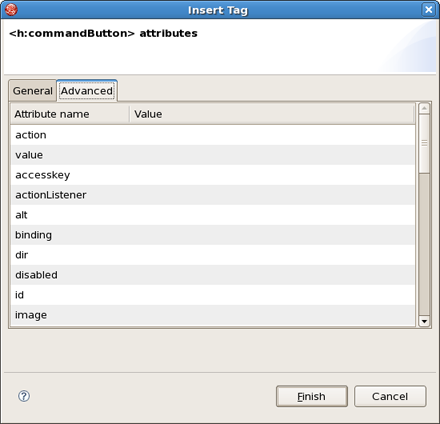 Insert Tag
<h:commandButton> attributes
General Advanced
Attribute name Value
action
value
accesskey
actionListener
alt
binding
dir
disabled
id
image
? Finish Cancel